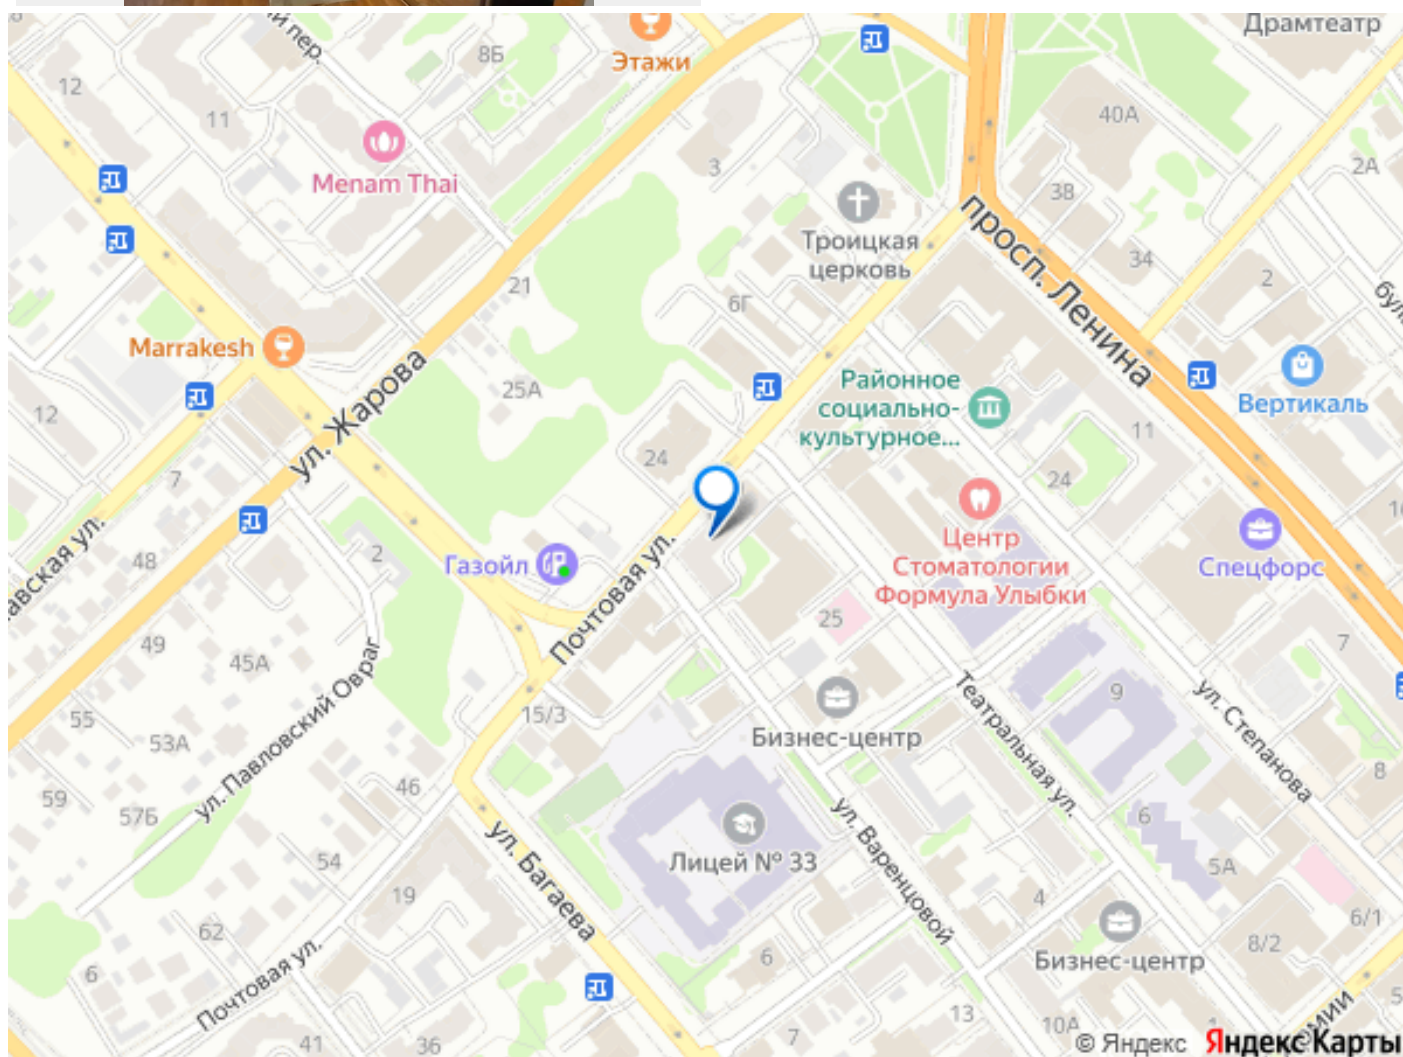 Драмтеатр
й пер.
8Б
Этажи
12
11
40А
Menam Thai
3
2А
38
Троицкая
церковь
просп. Ленина
34
2
21
6Г
Marrakesh
ул. Жарова
25А
Районное
социально-
культурное...
Вертикаль
12
7
24
11
24
Центр
Стоматологии
Формула Улыбки
Спецфорс
авская ул.
48
2
Газойл
Почтовая ул.
25
7
49
45А
ул. Павловский Овраг
9
ул. Степанова
55
53А
15/3
Бизнес-центр
Театральная ул.
8
59
57Б
46
6
ул. Багаева
Лицей № 33
ул. Варенцовой
5А
54
19
4
6/1
62
6
Почтовая ул.
6
Бизнес-центр
8/2
41
36
7
13
10А
© Яндекс Яндекс Карты